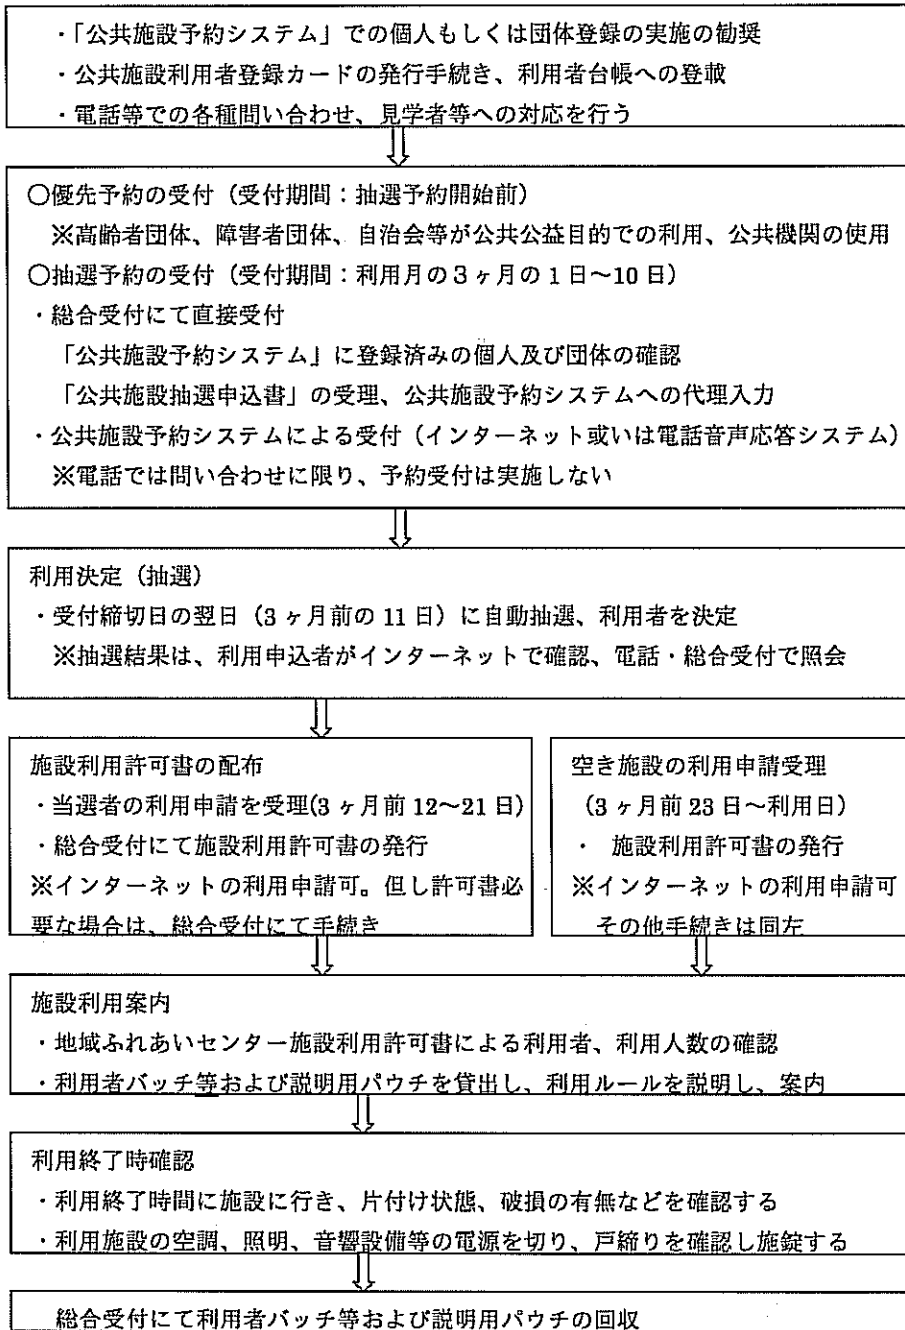 ・「公共施設予約システム」での個人もしくは団体登録の実施の勧奨
・公共施設利用者登録カードの発行手続き、利用者台帳への登載
・電話等での各種問い合わせ、見学者等への対応を行う
〇優先予約の受付（受付期間：抽選予約開始前）
※高齢者団体、障害者団体、自治会等が公共公益目的での利用、公共機関の使用
〇抽選予約の受付（受付期間：利用月の３ヶ月の１日～10日）
・総合受付にて直接受付
「公共施設予約システム」に登録済みの個人及び団体の確認
「公共施設抽選申込書」の受理、公共施設予約システムへの代理入力
・公共施設予約システムによる受付（インターネット或いは電話音声応答システム）
※電話では問い合わせに限り、予約受付は実施しない
利用決定（抽選）
・受付締切日の翌日（3ヶ月前の11日）に自動抽選、利用者を決定
※抽選結果は、利用申込者がインターネットで確認、電話・総合受付で照会
施設利用許可書の配布
・当選者の利用申請を受理(3ヶ月前12～21日)
・総合受付にて施設利用許可書の発行
※インターネットの利用申請可。但し許可書必
要な場合は、総合受付にて手続き
空き施設の利用申請受理
（3ヶ月前23日～利用日）
・　施設利用許可書の発行
※インターネットの利用申請可
その他手続きは同左
施設利用案内
・地域ふれあいセンター施設利用許可書による利用者、利用人数の確認
・利用者バッチ等および説明用パウチを貸出し、利用ルールを説明し、案内
利用終了時確認
・利用終了時間に施設に行き、片付け状態、破損の有無などを確認する
・利用施設の空調、照明、音響設備等の電源を切り、戸締りを確認し施錠する
総合受付にて利用者バッチ等および説明用パウチの回収